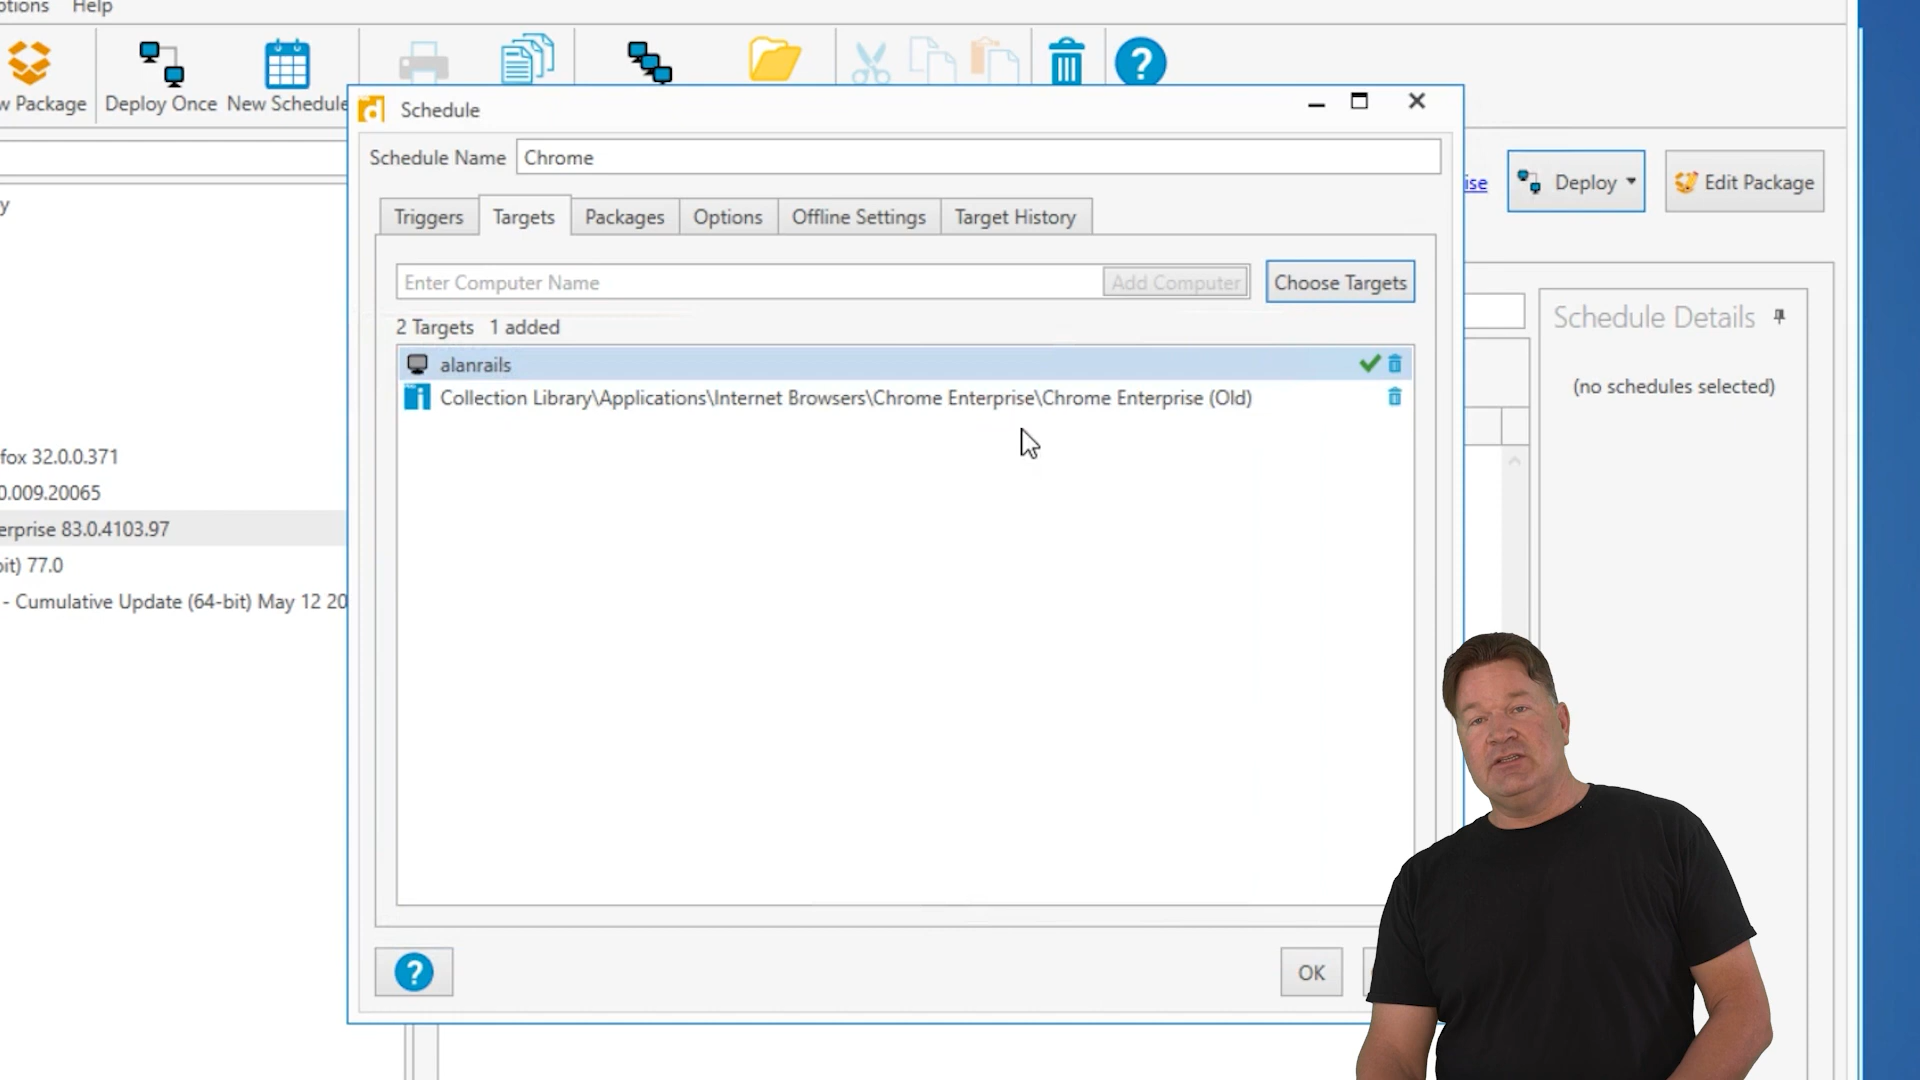 ptions Help
w Package
Deploy Once
New Schedule
Schedule
Schedule Name Chrome
Triggers Targets Packages Options Offline Settings Target History
Enter Computer Name Add Computer Choose Targets
2 Targets 1 added
alanrails
Collection Library\Applications\Internet Browsers\Chrome Enterprise\Chrome Enterprise (Old)
OK
y
fox 32.0.0.371
0.009.20065
erprise 83.0.4103.97
bit) 77.0
- Cumulative Update (64-bit) May 12 20
ise
Deploy
Edit Package
Schedule Details
(no schedules selected)